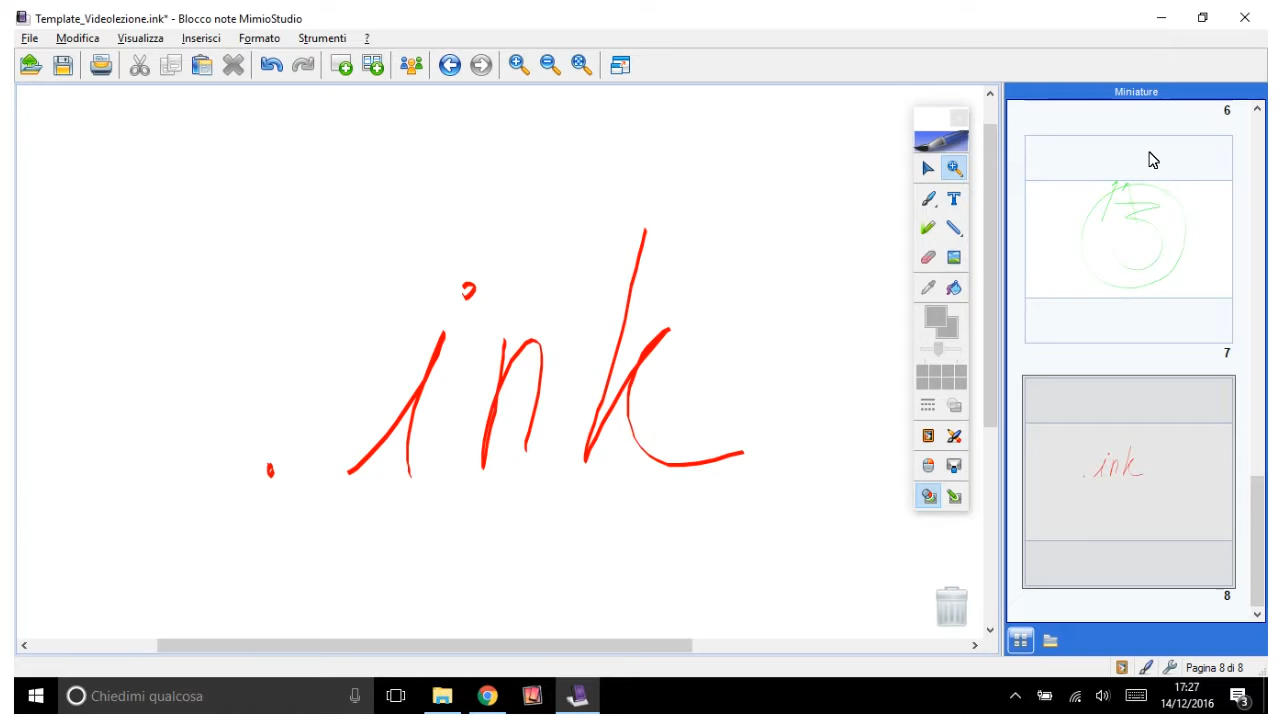 Template_Videolezione.ink* - Blocco note MimioStudio
File Modifica Visualizza Inserisci Formato Strumenti ?
Miniature
6
T
.ink
7
.ink
8
Pagina 8 di 8
Chiedimi qualcosa
17:27
14/12/2016
3